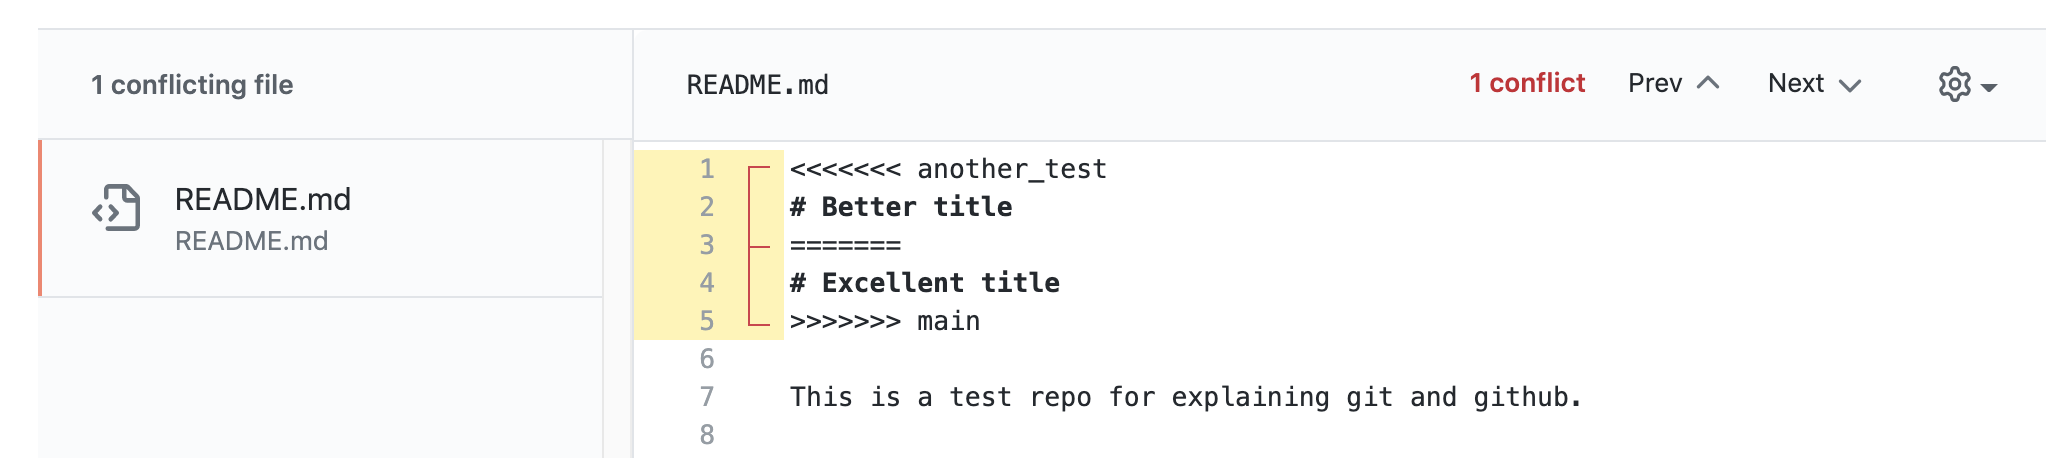 1 conflicting file
README.md
README.md
README.md
1 conflict Prev Next
1 <<<<<<< another_test
2 # Better title
3 =======
4 # Excellent title
5 >>>>>>> main
6
7 This is a test repo for explaining git and github.
8